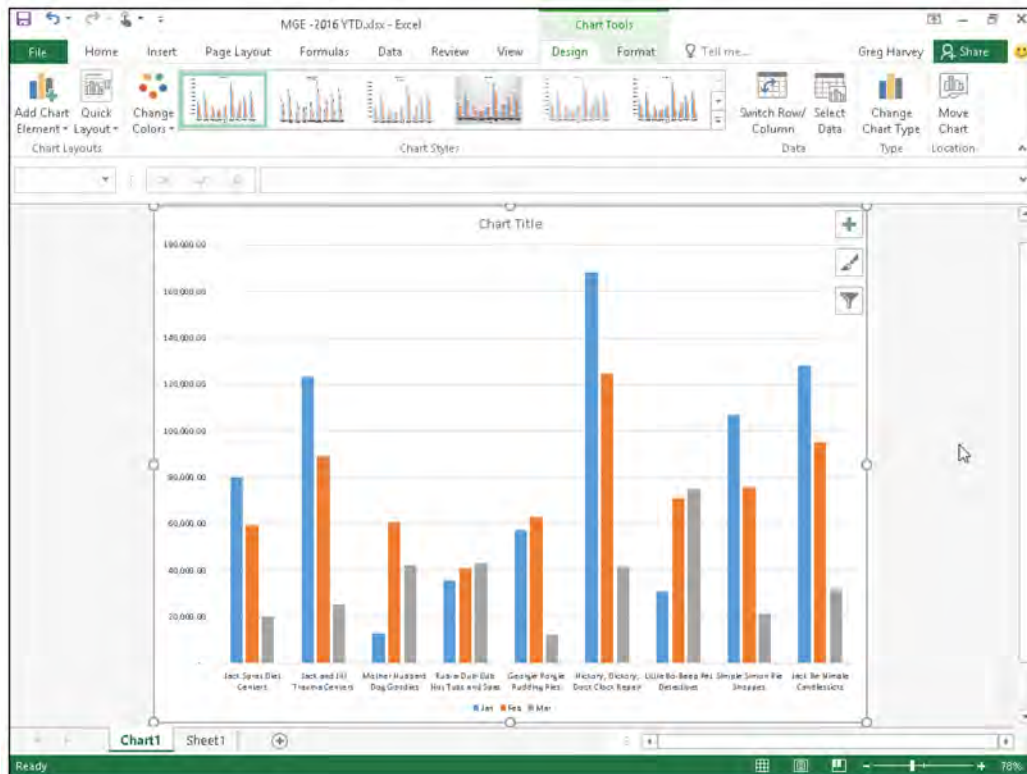 MGE -2016 YTD.xlsx - Excel
Chart Tools
File Home Insert Page Layout Formulas Data Review View Design Format Tell me... Greg Harvey Share
Add Chart Element Quick Layout Change Colors Switch Row/ Column Select Data Change Chart Type Move Chart
Chart Layouts Chart Styles Data Type Location
Chart Title
180,000.00
160,000.00
140,000.00
120,000.00
100,000.00
80,000.00
60,000.00
40,000.00
20,000.00
-
Jack Sprat Diet Centers
Jack and Jill Trauma Centers
Mother Hubbard Dog Goodies
Rub-a-Dub-Dub Hot Tubs and Spas
Georgie Porgie Pudding Pies
Hickory, Dickory, Dock Clock Repair
Little Bo-Beep Pet Detectives
Simple Simon Pie Shoppes
Jack Be Nimble Candlesticks
Jan Feb Mar
Chart1 Sheet1
Ready 78%